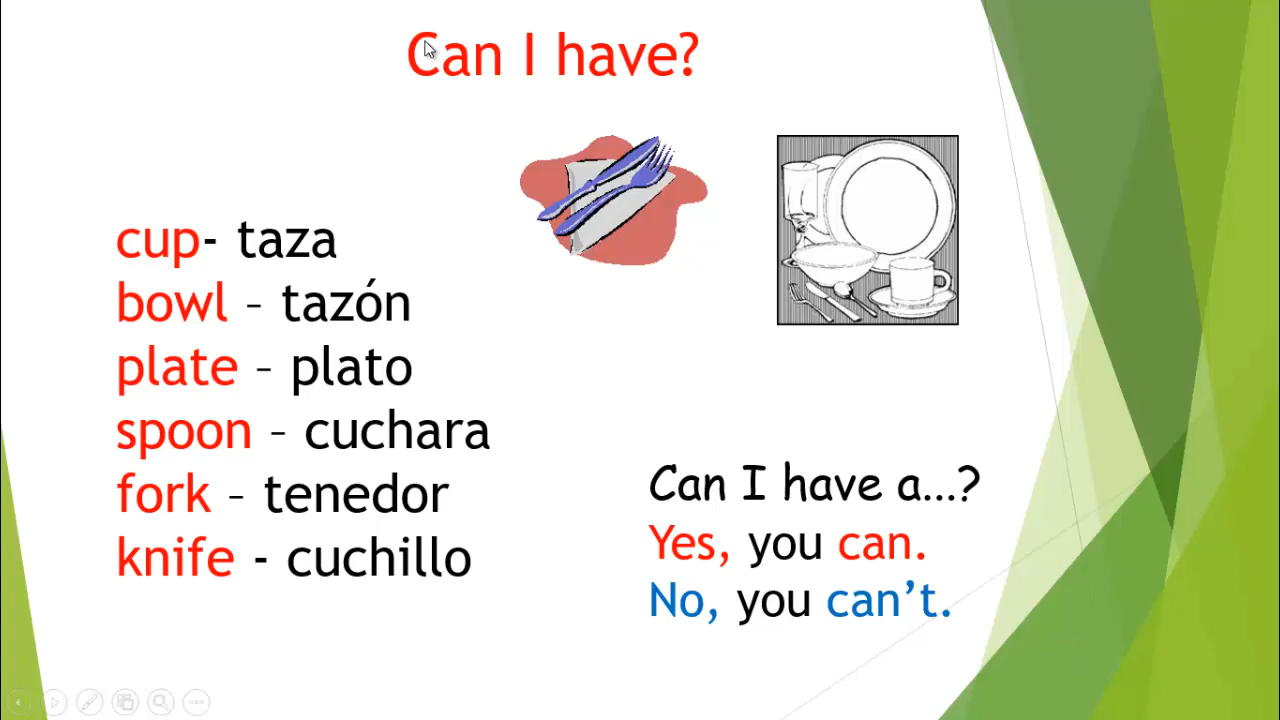 Can I have?
cup- taza
bowl – tazón
plate – plato
spoon – cuchara
fork – tenedor
knife - cuchillo
Can I have a...?
Yes, you can.
No, you can’t.